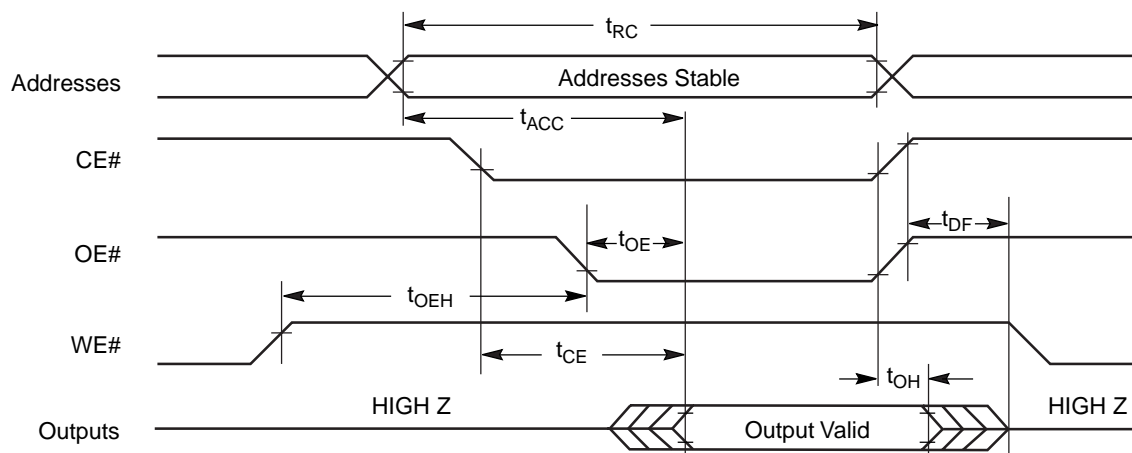 tRC
Addresses
Addresses Stable
tACC
CE#
tDF
tOE
OE#
tOEH
WE#
tCE
tOH
HIGH Z
HIGH Z
Outputs
Output Valid